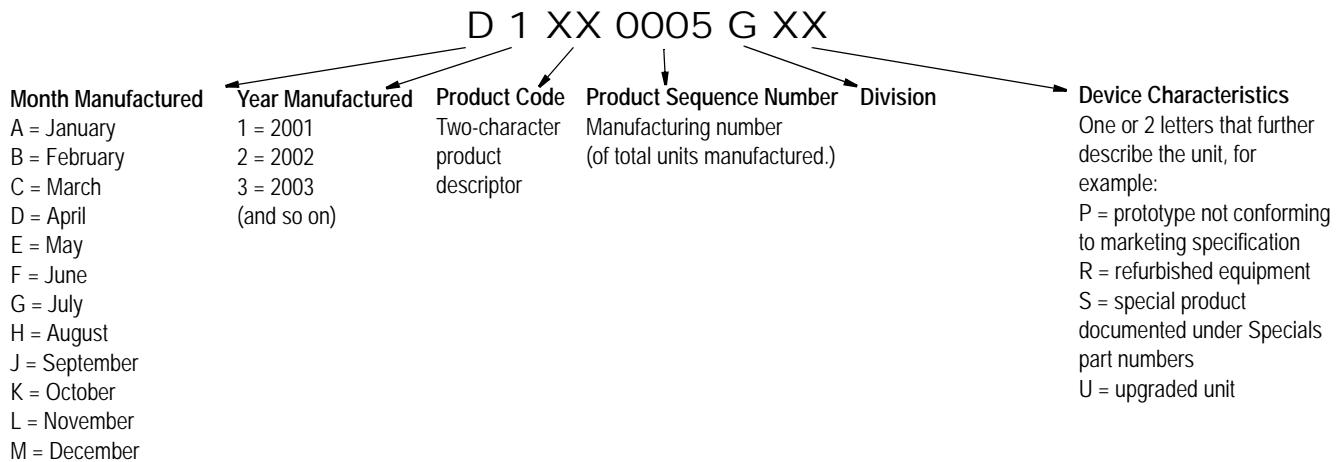 D 1 XX 0005 G XX
Month Manufactured
A = January
B = February
C = March
D = April
E = May
F = June
G = July
H = August
J = September
K = October
L = November
M = December
Year Manufactured
1 = 2001
2 = 2002
3 = 2003
(and so on)
Product Code
Two-character
product
descriptor
Product Sequence Number
Manufacturing number
(of total units manufactured.)
Division
Device Characteristics
One or 2 letters that further
describe the unit, for
example:
P = prototype not conforming
to marketing specification
R = refurbished equipment
S = special product
documented under Specials
part numbers
U = upgraded unit